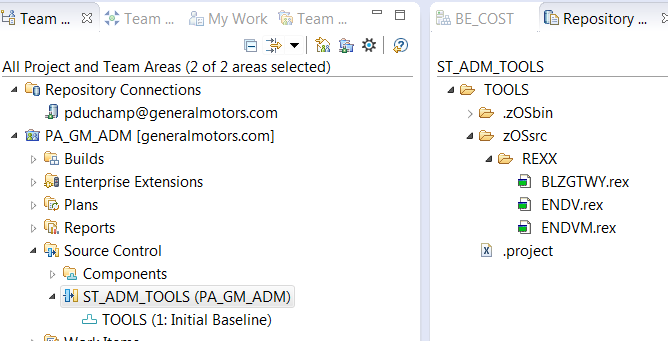 Team ...
Team ...
My Work
Team ...
All Project and Team Areas (2 of 2 areas selected)
Repository Connections
pduchamp@generalmotors.com
PA_GM_ADM [generalmotors.com]
Builds
Enterprise Extensions
Plans
Reports
Source Control
Components
ST_ADM_TOOLS (PA_GM_ADM)
TOOLS (1: Initial Baseline)
Work Items
BE_COST
Repository ...
ST_ADM_TOOLS
TOOLS
.zOSbin
zOSsrc
REXX
BLZGTWY.rex
ENDV.rex
ENDVM.rex
.project